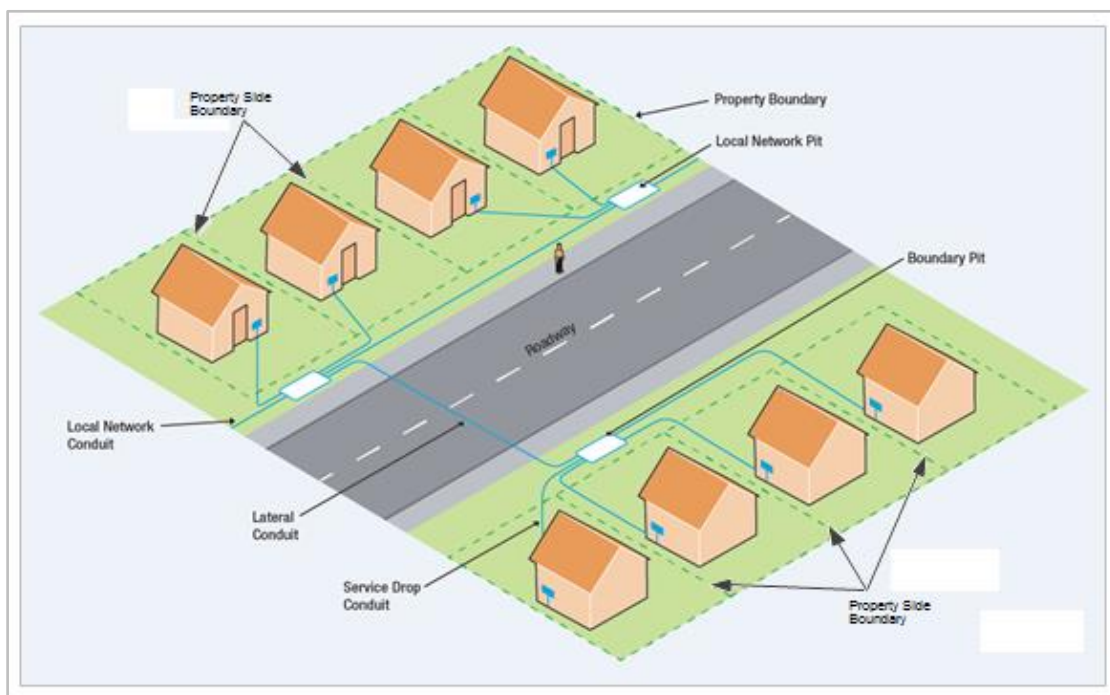 Property Side
Boundary
Property Boundary
Local Network Pit
Boundary Pit
Roadway
Local Network
Conduit
Lateral
Conduit
Service Drop
Conduit
Property Side
Boundary